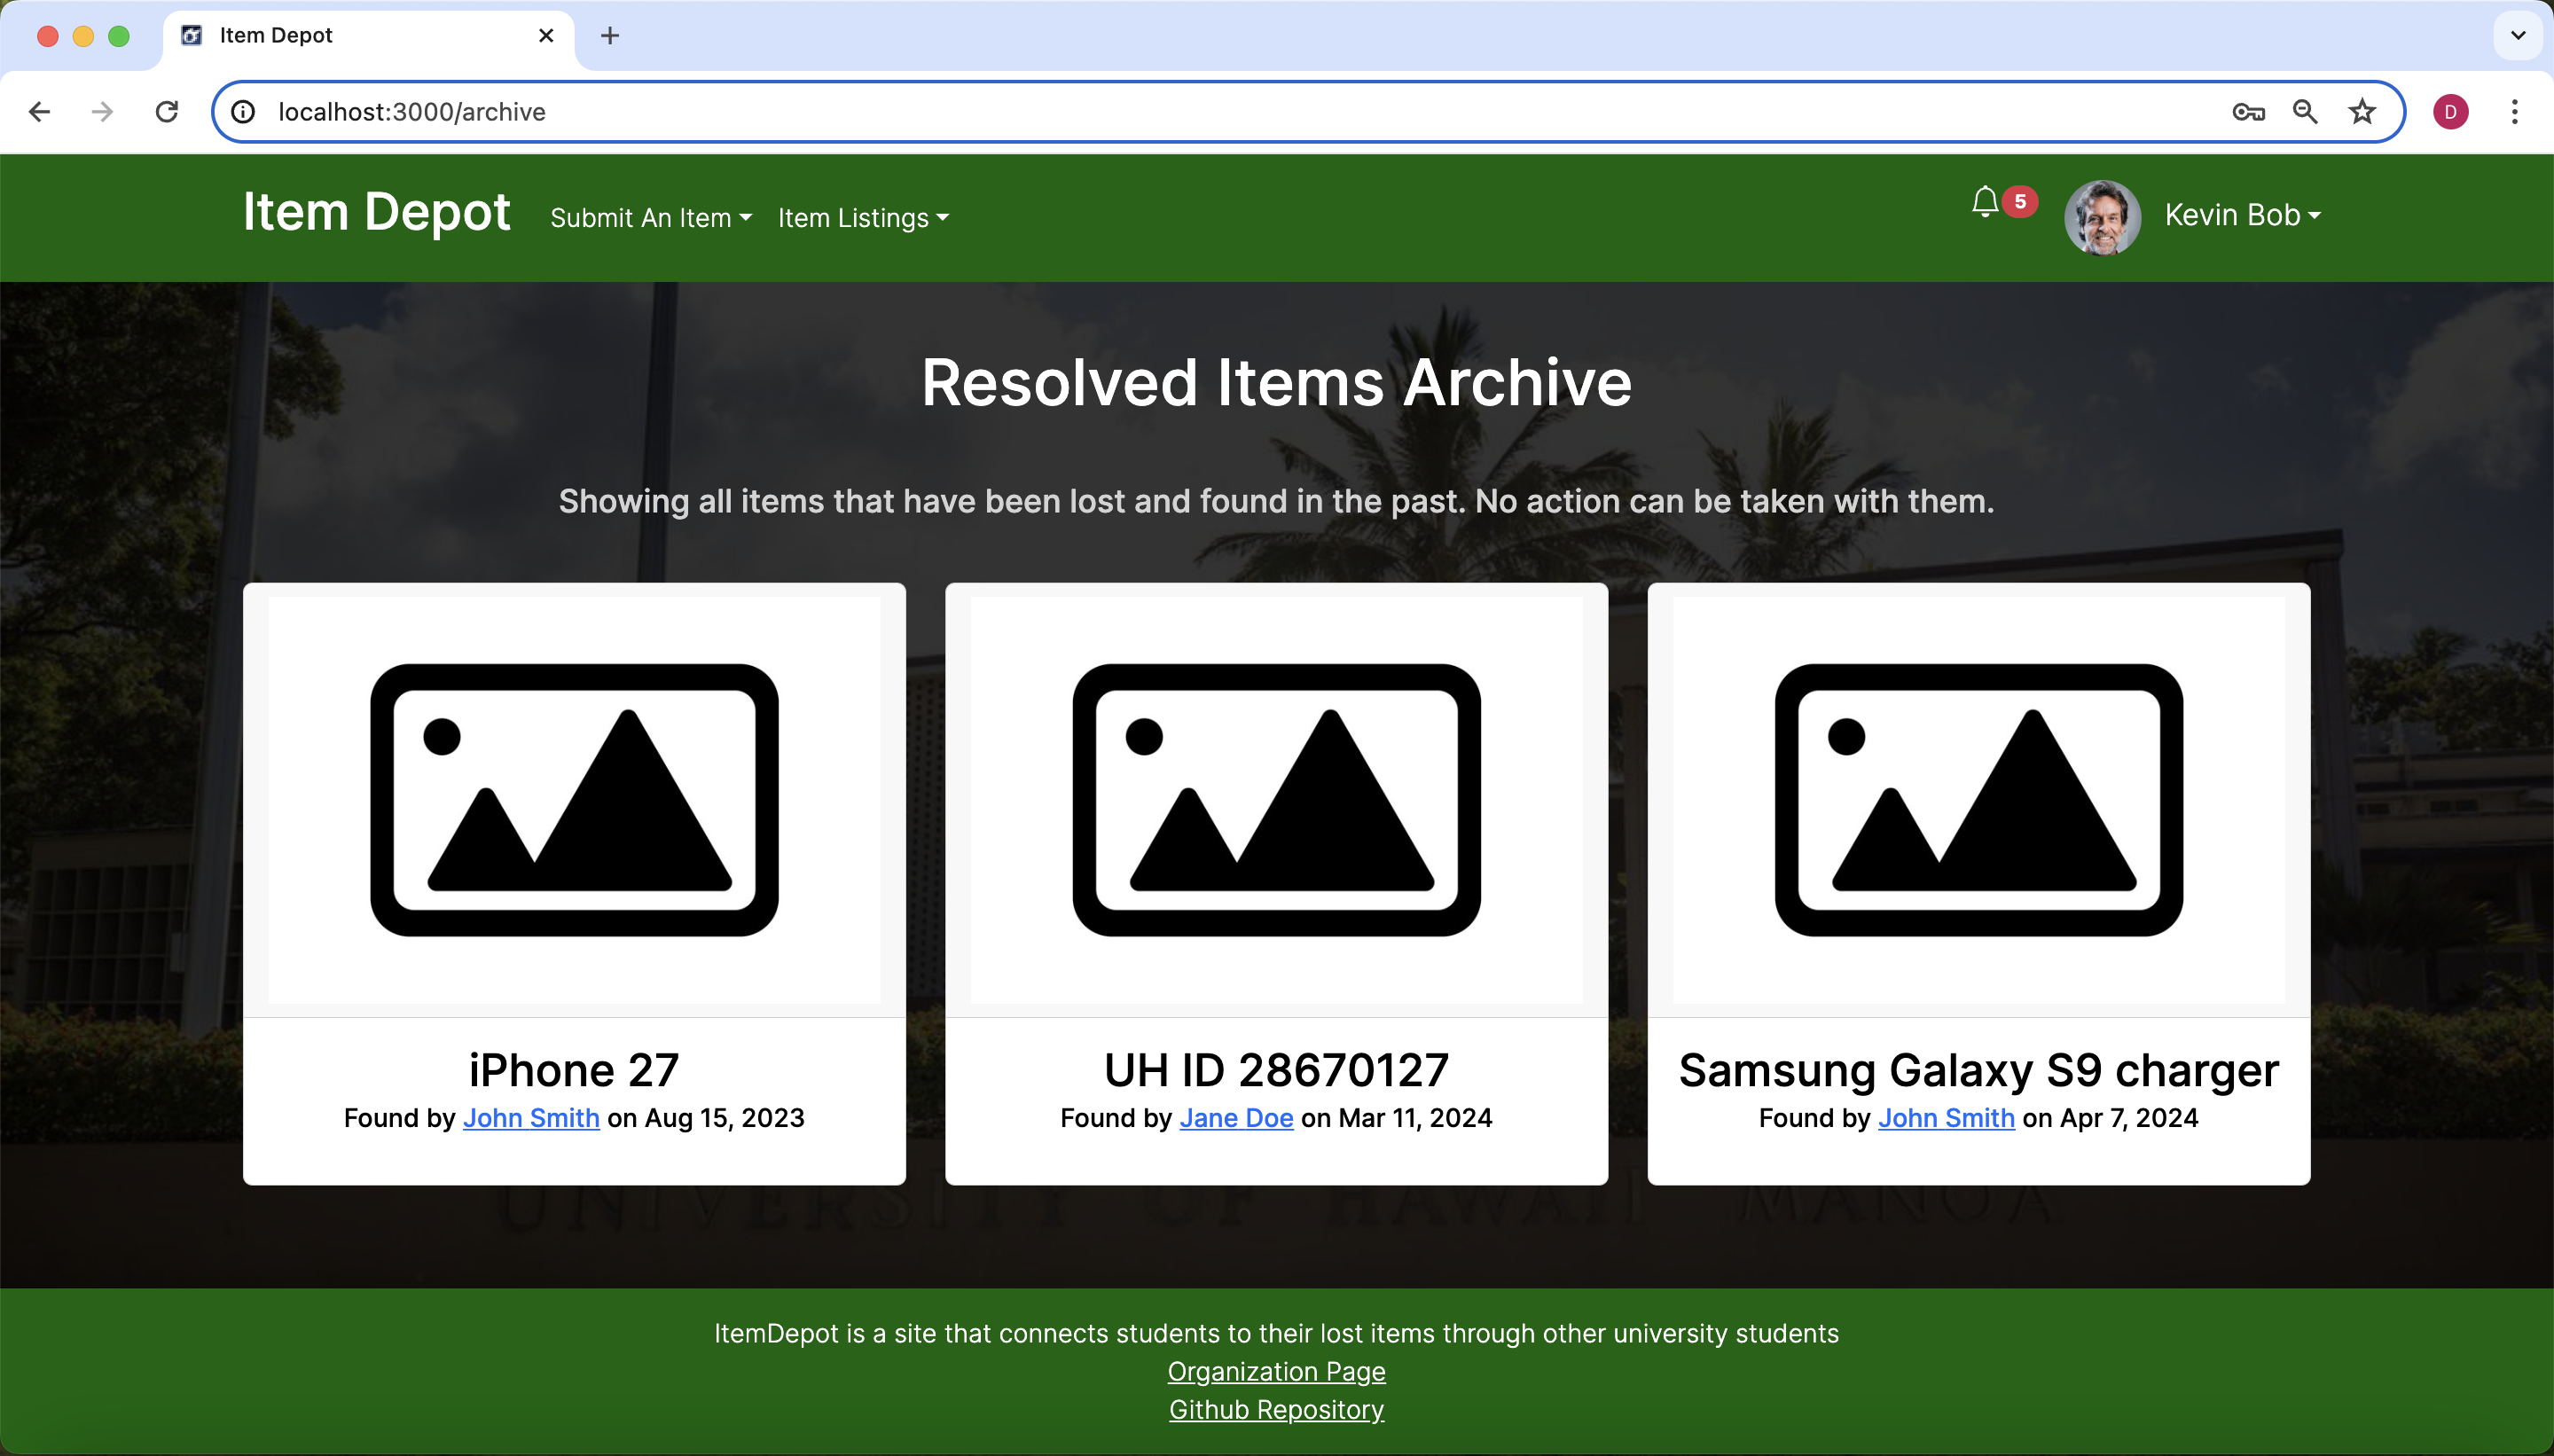 Item Depot
localhost:3000/archive
D
Item Depot
Submit An Item
Item Listings
5
Kevin Bob
Resolved Items Archive
Showing all items that have been lost and found in the past. No action can be taken with them.
iPhone 27
Found by John Smith on Aug 15, 2023
UH ID 28670127
Found by Jane Doe on Mar 11, 2024
Samsung Galaxy S9 charger
Found by John Smith on Apr 7, 2024
UNIVERSITY OF HAWAII MANOA
ItemDepot is a site that connects students to their lost items through other university students
Organization Page
Github Repository